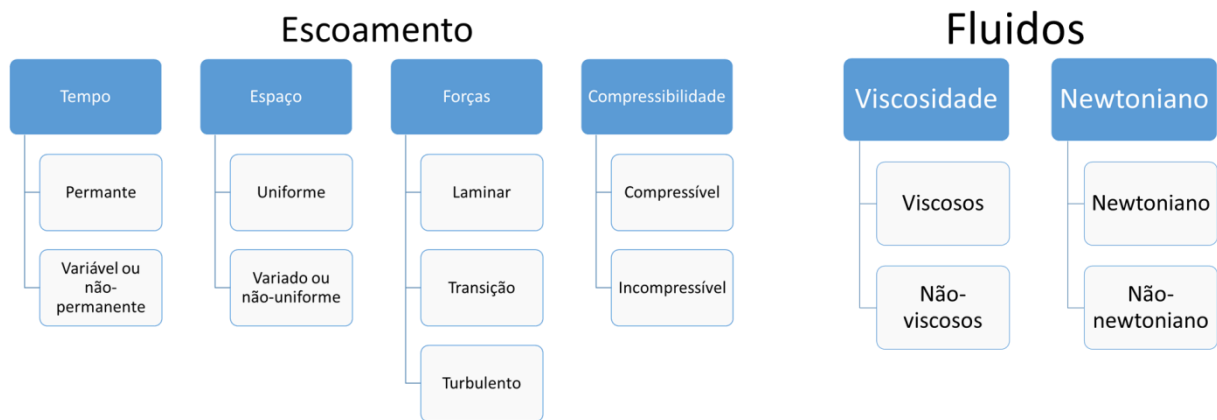 Escoamento
Tempo
Permante
Variável ou
não-
permanente
Espaço
Uniforme
Variado ou
não-uniforme
Forças
Laminar
Transição
Turbulento
Compressibilidade
Compressível
Incompressível
Fluidos
Viscosidade
Viscosos
Não-
viscosos
Newtoniano
Newtoniano
Não-
newtoniano